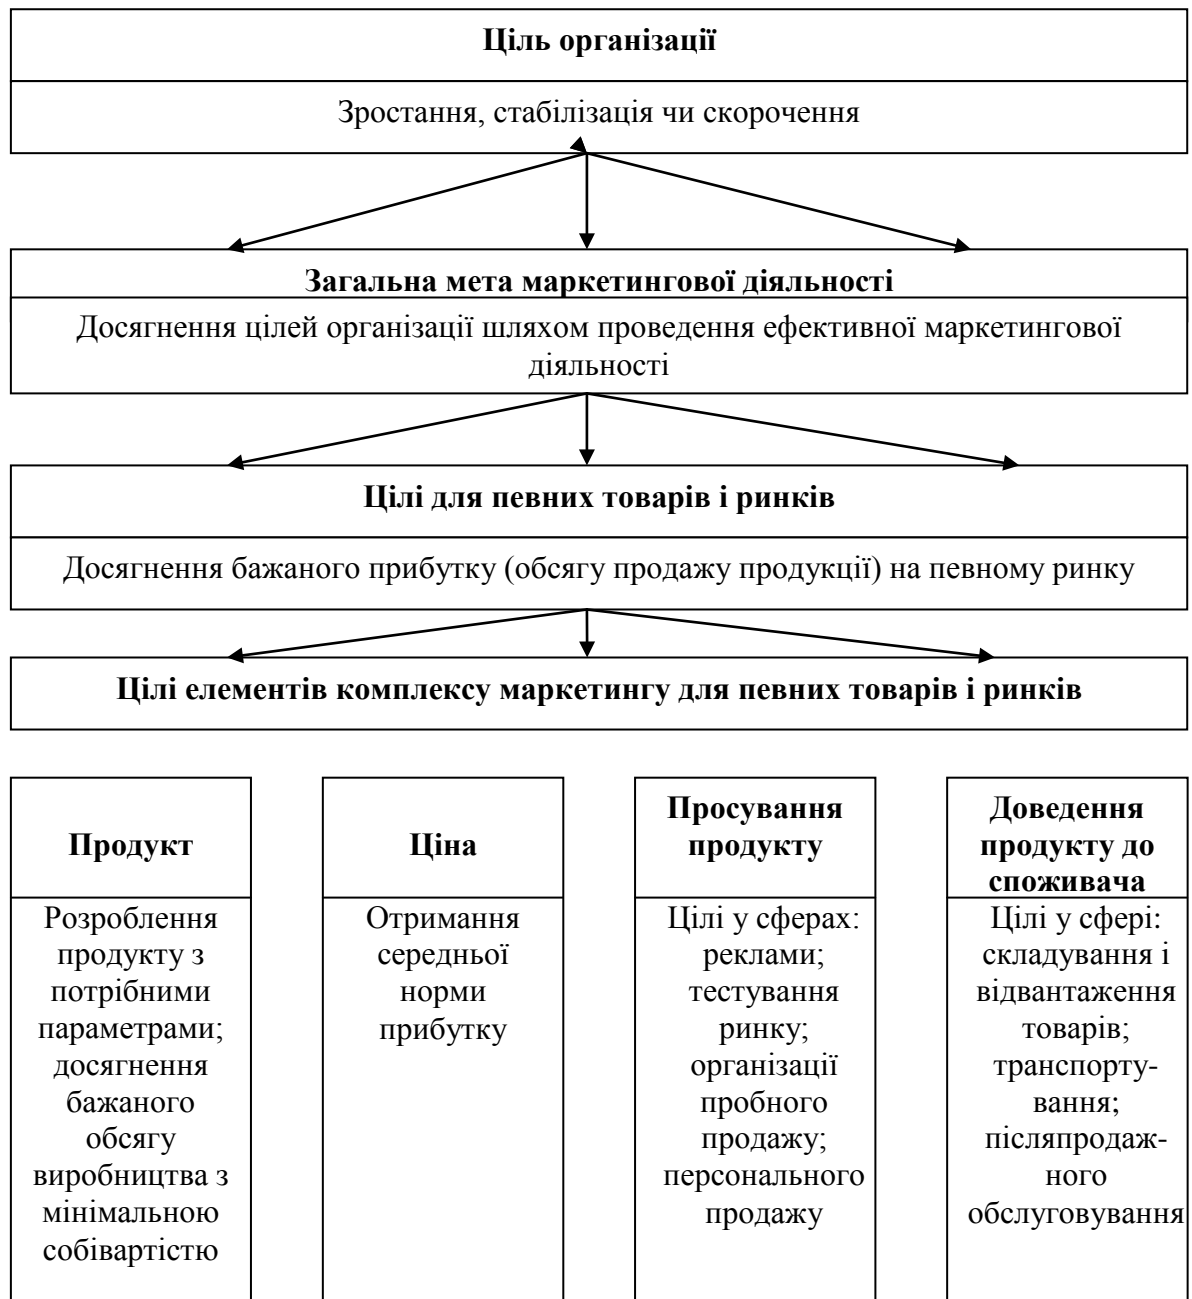 Ціль організації
Зростання, стабілізація чи скорочення
Загальна мета маркетингової діяльності
Досягнення цілей організації шляхом проведення ефективної маркетингової
діяльності
Цілі для певних товарів і ринків
Досягнення бажаного прибутку (обсягу продажу продукції) на певному ринку
Цілі елементів комплексу маркетингу для певних товарів і ринків
Продукт
Розроблення
продукту з
потрібними
параметрами;
досягнення
бажаного
обсягу
виробництва з
мінімальною
собівартістю
Ціна
Отримання
середньої
норми
прибутку
Просування
продукту
Цілі у сферах:
реклами;
тестування
ринку;
організації
пробного
продажу;
персонального
продажу
Доведення
продукту до
споживача
Цілі у сфері:
складування і
відвантаження
товарів;
транспорту-
вання;
післяпродаж-
ного
обслуговування